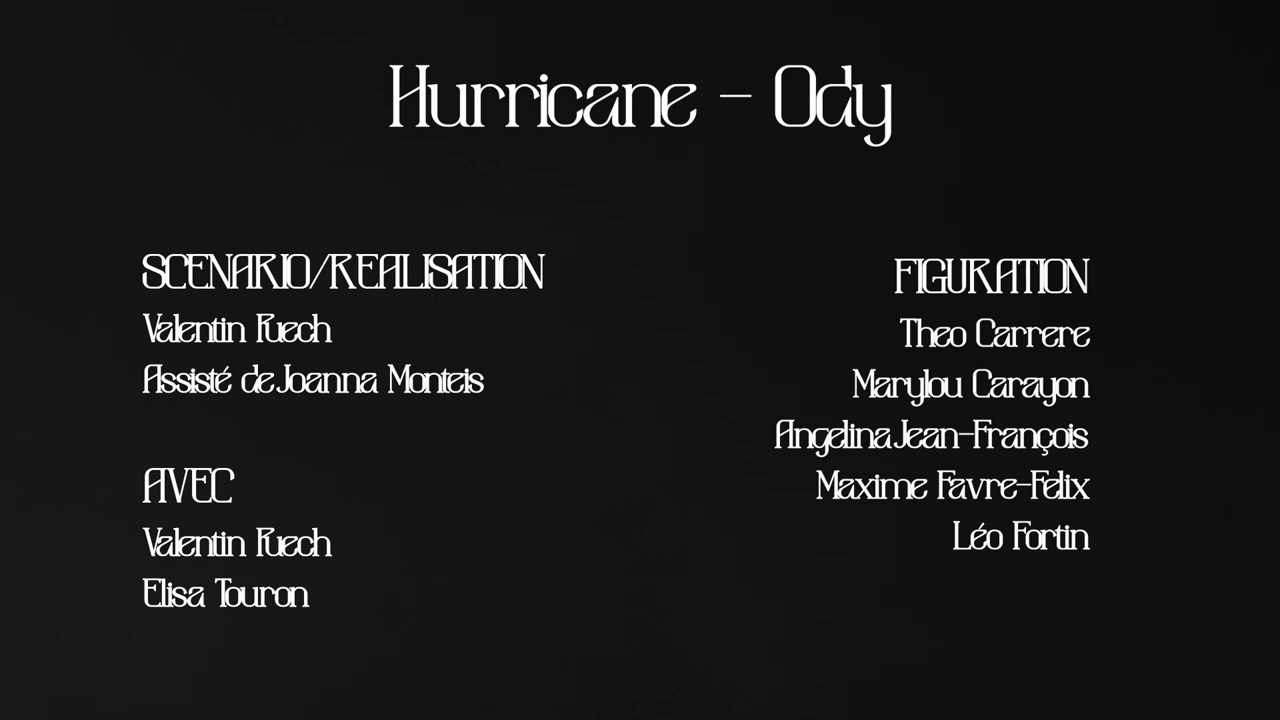 Hurricane – Ody
SCENARIO/REALISATION
Valentin Puech
Assisté de Joanna Monteis
AVEC
Valentin Puech
Elisa Touron
FIGURATION
Theo Carrere
Marylou Carayon
Angelina Jean-François
Maxime Favre-Felix
Léo Fortin